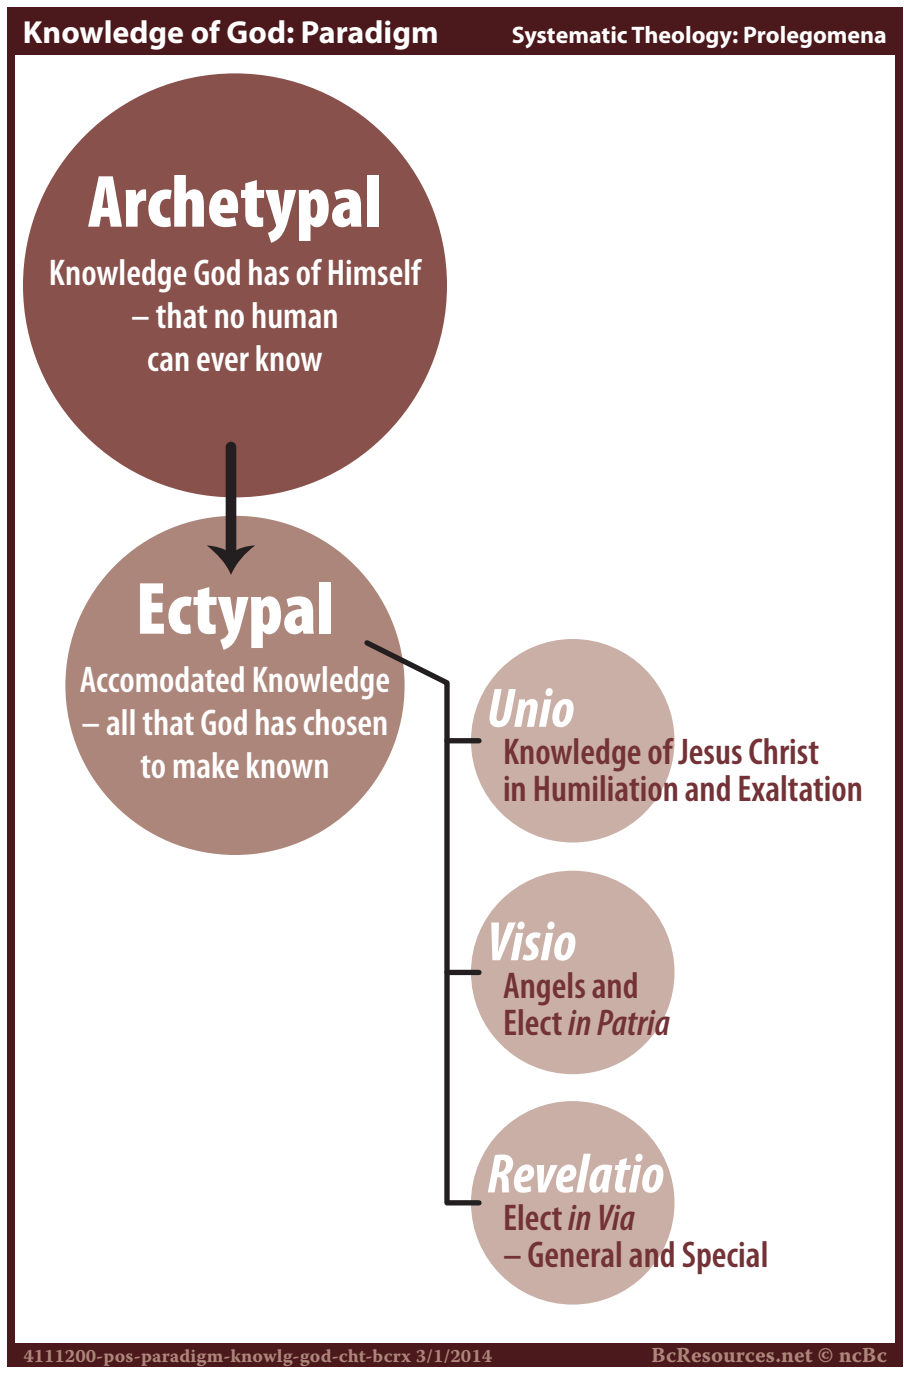 Knowledge of God: Paradigm
Systematic Theology: Prolegomena
Archetypal
Knowledge God has of Himself
– that no human
can ever know
Ectypal
Accomodated Knowledge
– all that God has chosen
to make known
Unio
Knowledge of Jesus Christ
in Humiliation and Exaltation
Visio
Angels and
Elect in Patria
Revelatio
Elect in Via
– General and Special
4111200-pos-paradigm-knowlg-god-cht-bcrx 3/1/2014
BcResources.net © ncBc